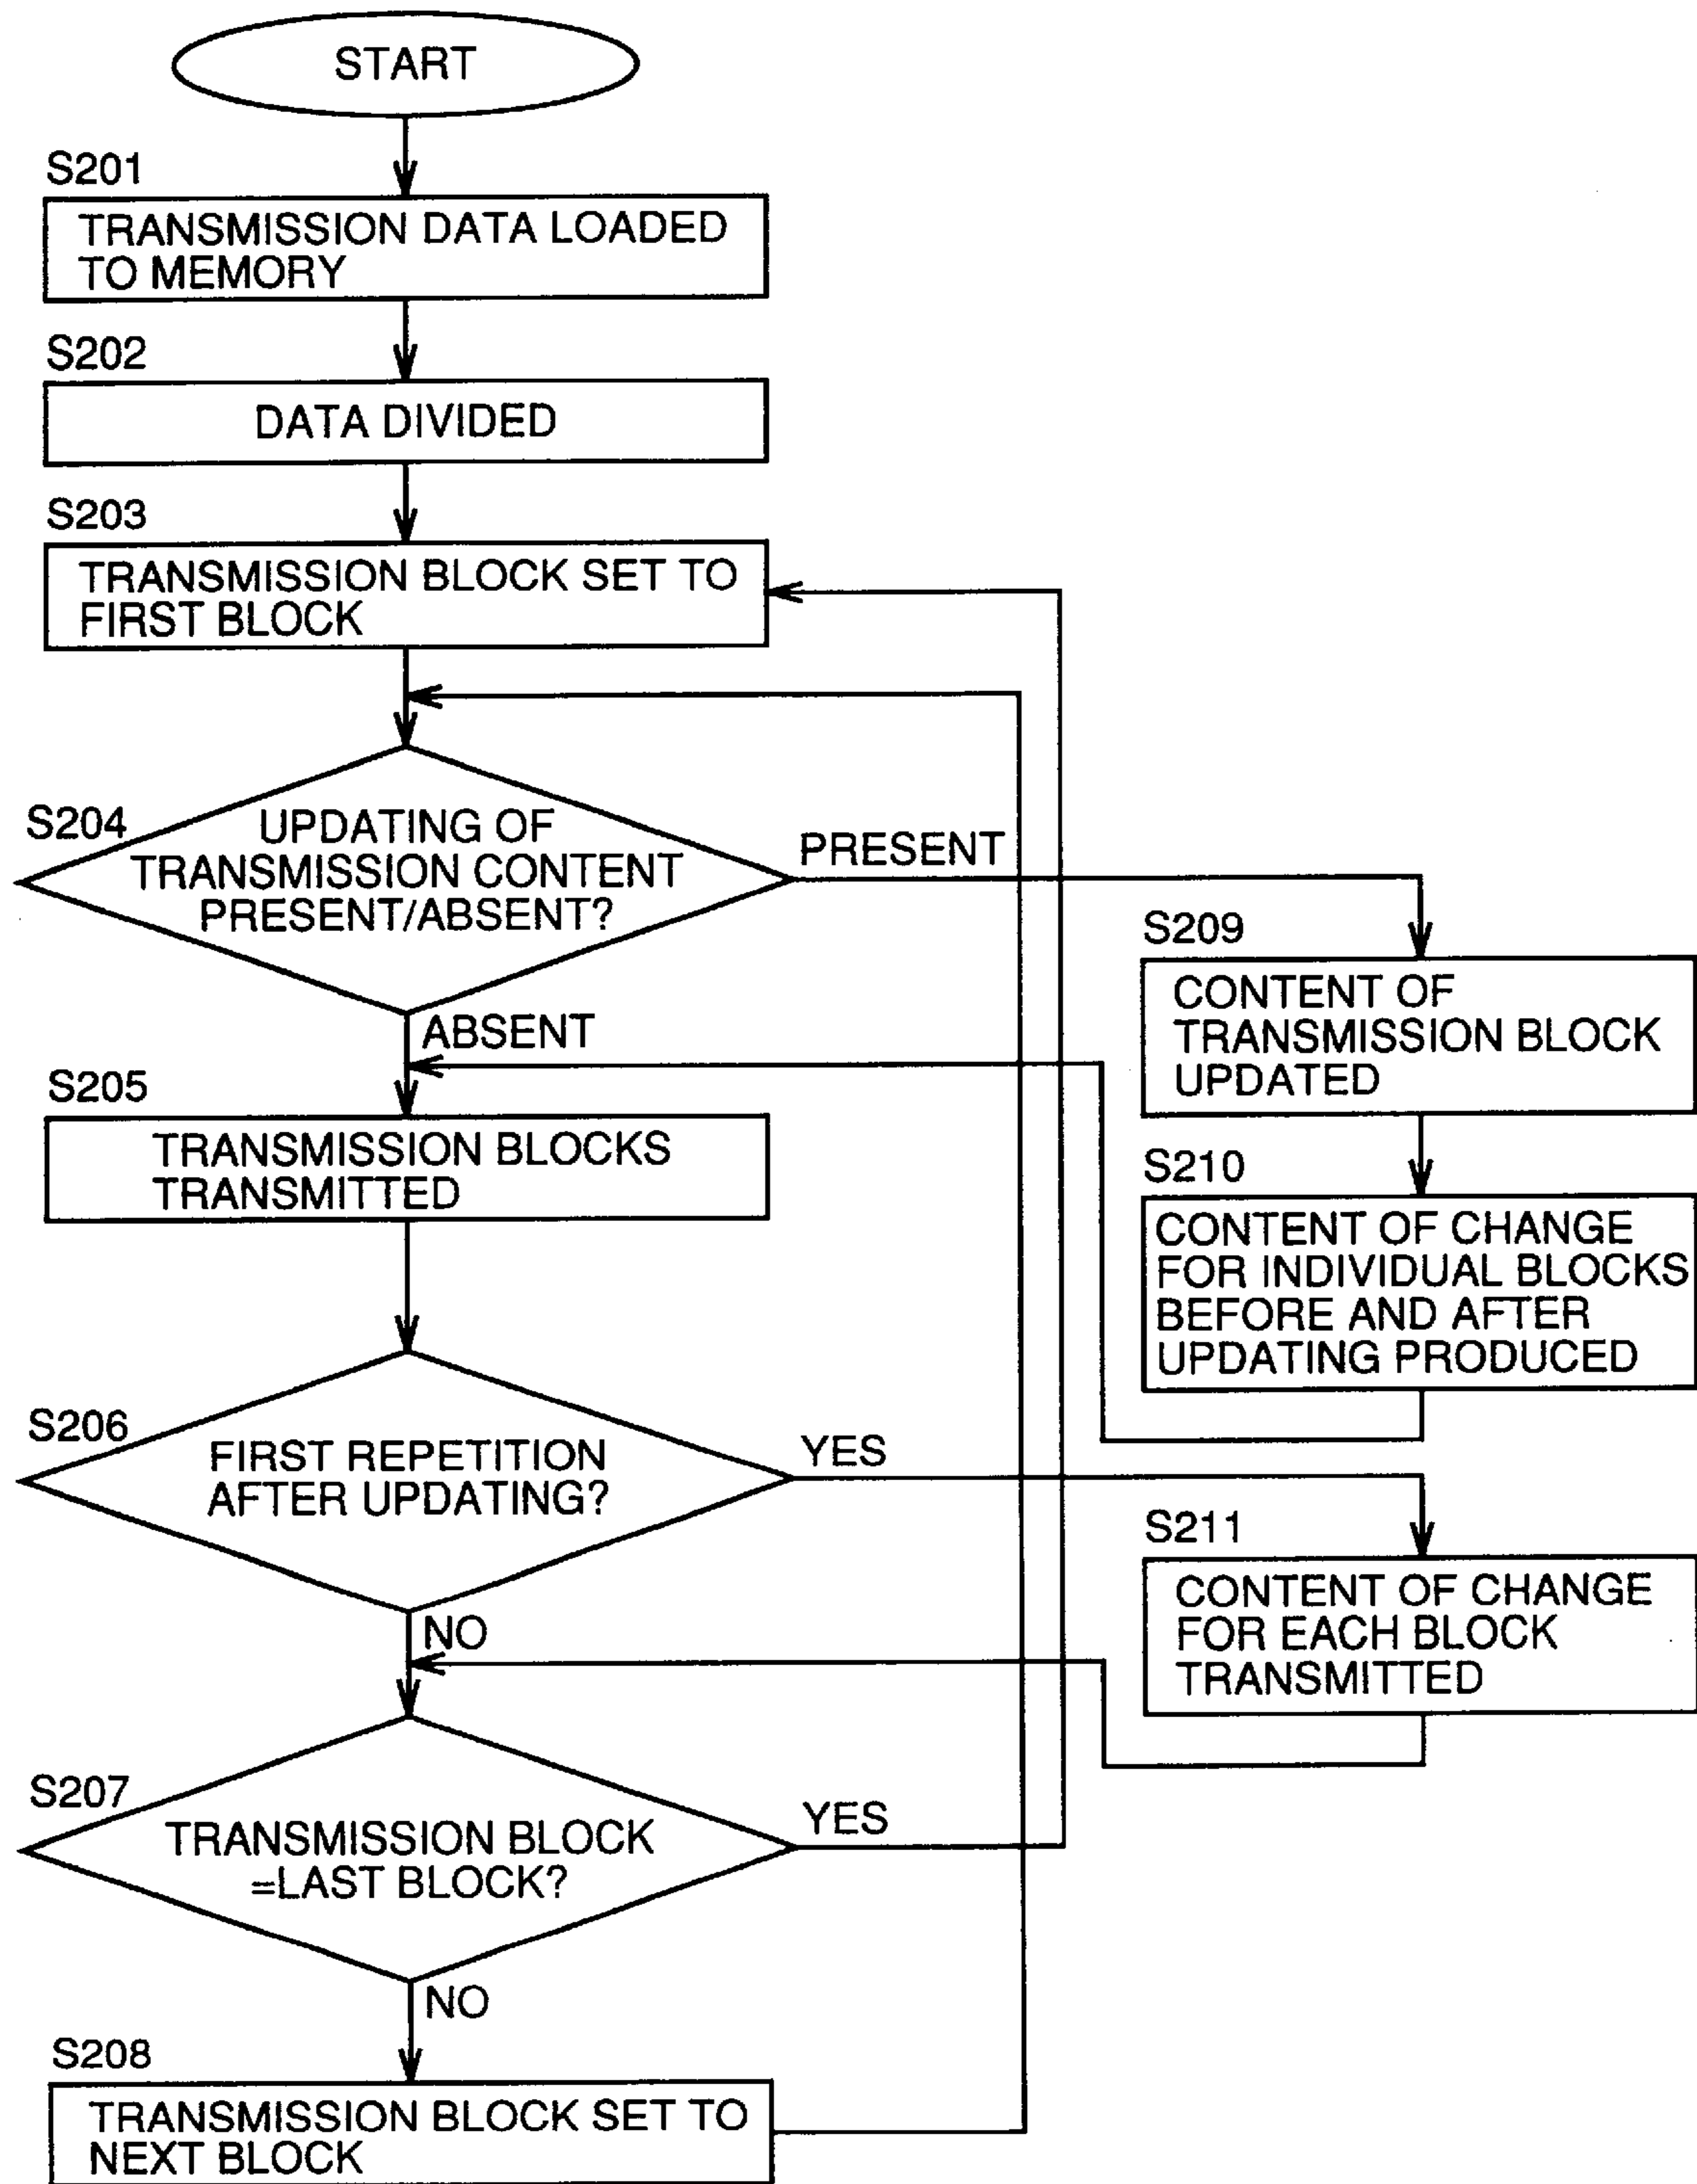 START
S201
TRANSMISSION DATA LOADED
TO MEMORY
S202
DATA DIVIDED
S203
TRANSMISSION BLOCK SET TO
FIRST BLOCK
S204
UPDATING OF
TRANSMISSION CONTENT
PRESENT/ABSENT?
PRESENT
ABSENT
S209
CONTENT OF
TRANSMISSION BLOCK
UPDATED
S205
TRANSMISSION BLOCKS
TRANSMITTED
S210
CONTENT OF CHANGE
FOR INDIVIDUAL BLOCKS
BEFORE AND AFTER
UPDATING PRODUCED
S206
FIRST REPETITION
AFTER UPDATING?
YES
NO
S211
CONTENT OF CHANGE
FOR EACH BLOCK
TRANSMITTED
S207
TRANSMISSION BLOCK
=LAST BLOCK?
YES
NO
S208
TRANSMISSION BLOCK SET TO
NEXT BLOCK